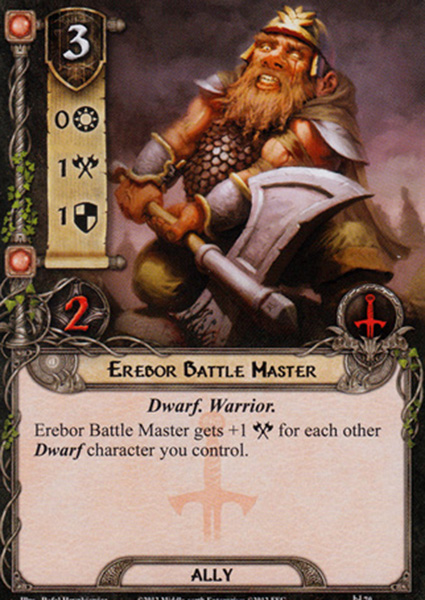 3
0
1
1
2
Erebor Battle Master
Dwarf. Warrior.
Erebor Battle Master gets +1 for each other
Dwarf character you control.
ALLY